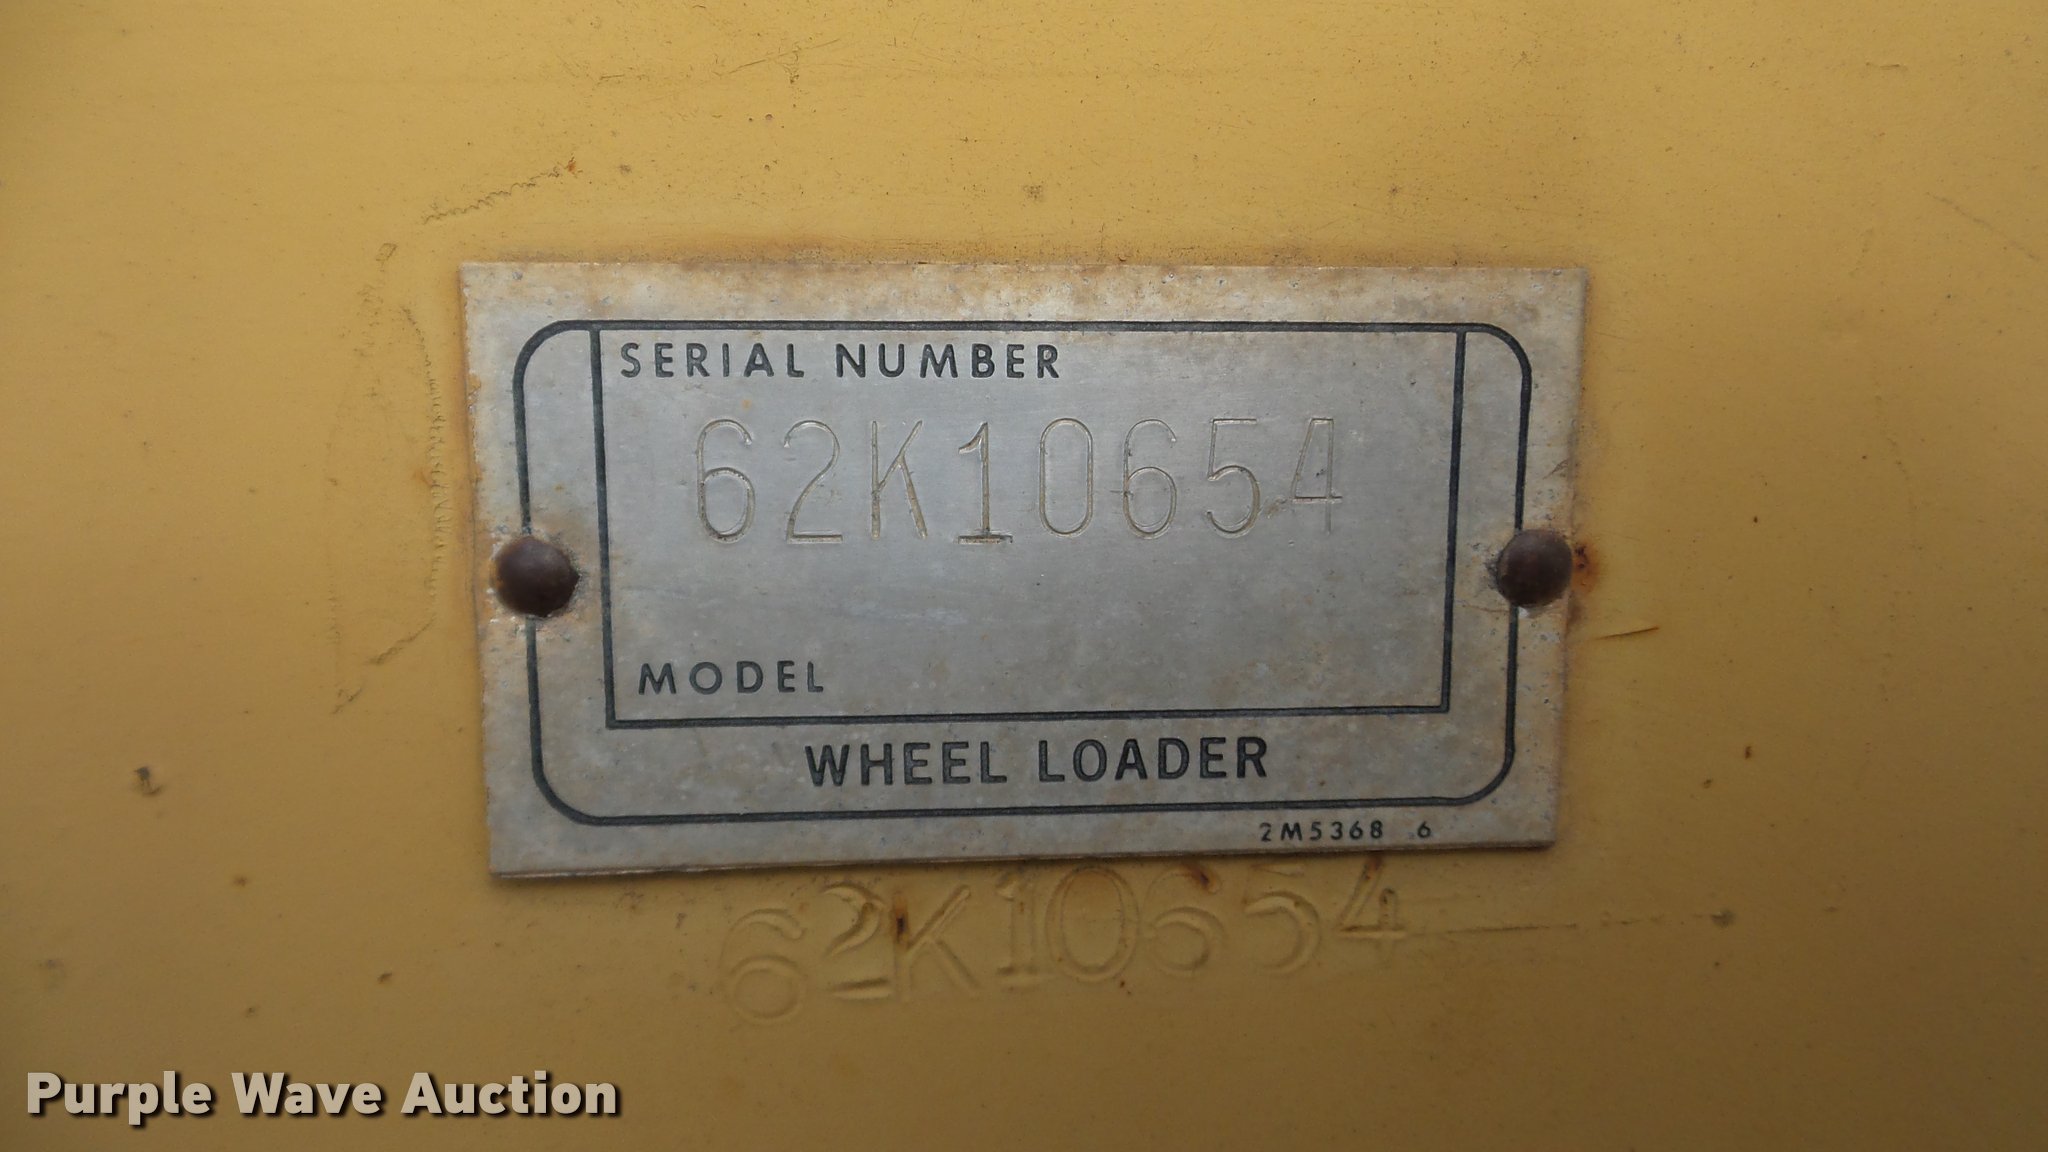 SERIAL NUMBER
62K10654
MODEL
WHEEL LOADER
2M5368 6
62K10654
Purple Wave Auction